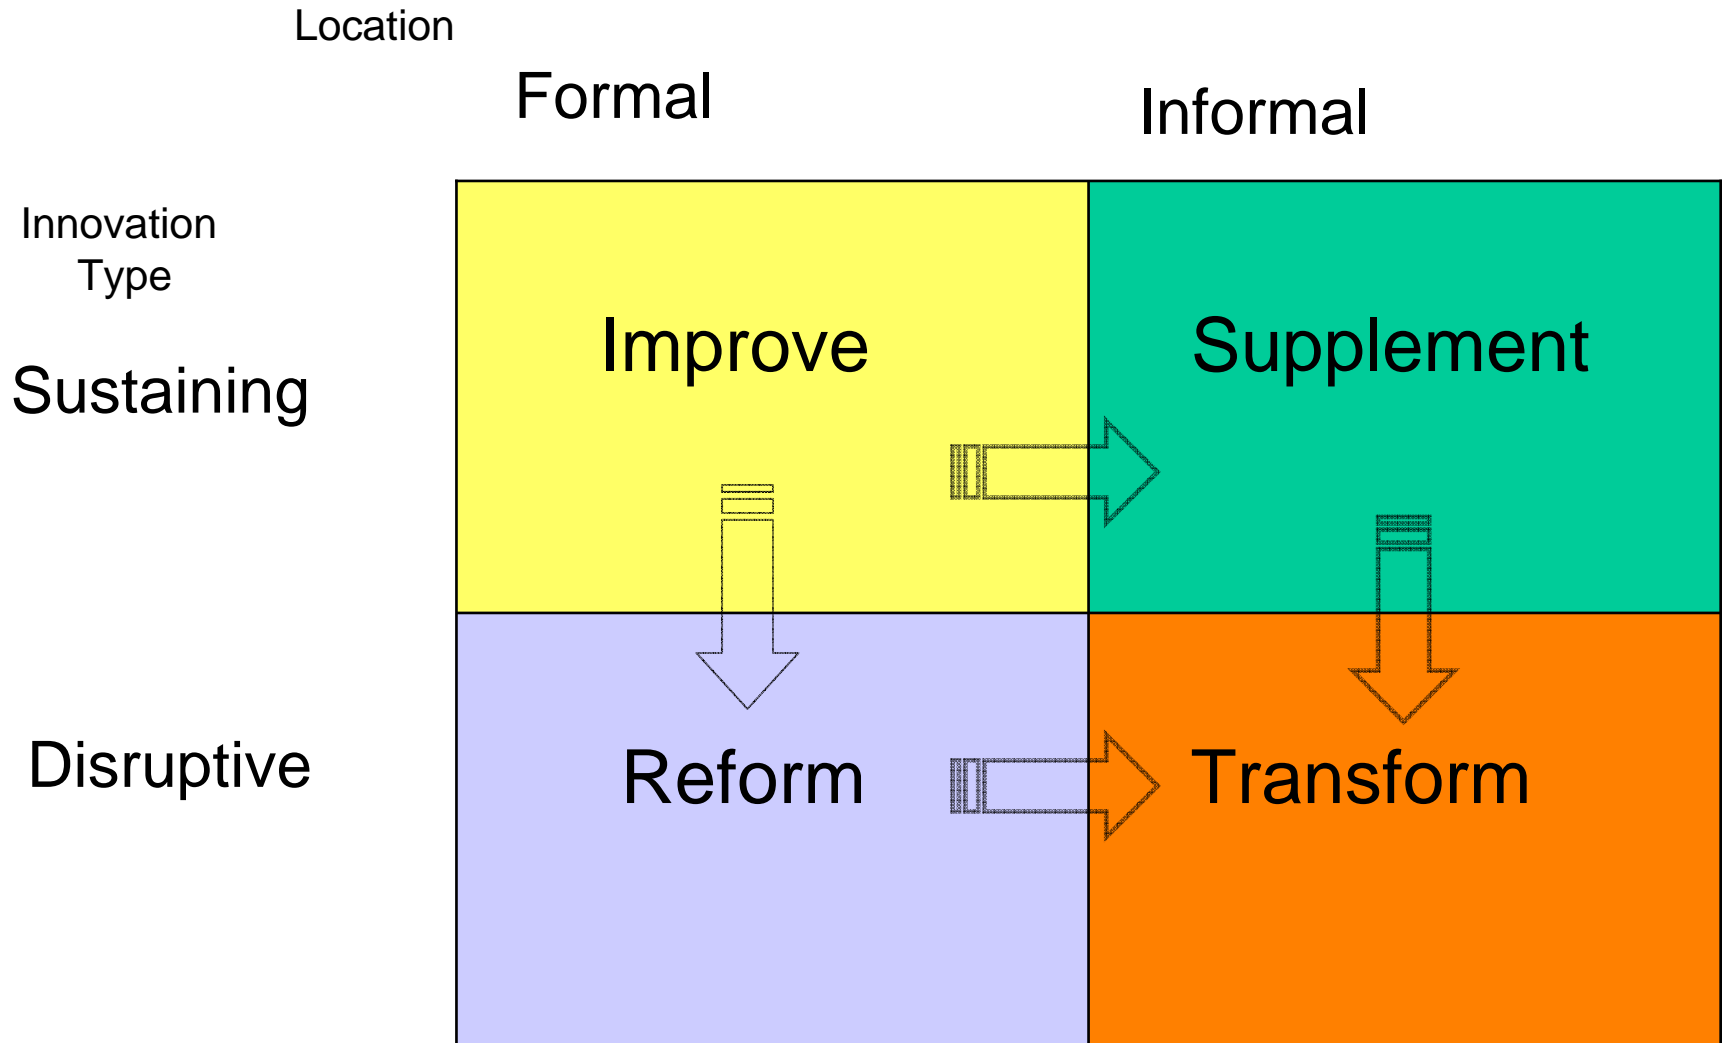 Location
Formal
Informal
Innovation
Type
Improve
Supplement
Sustaining
Disruptive
Reform
Transform